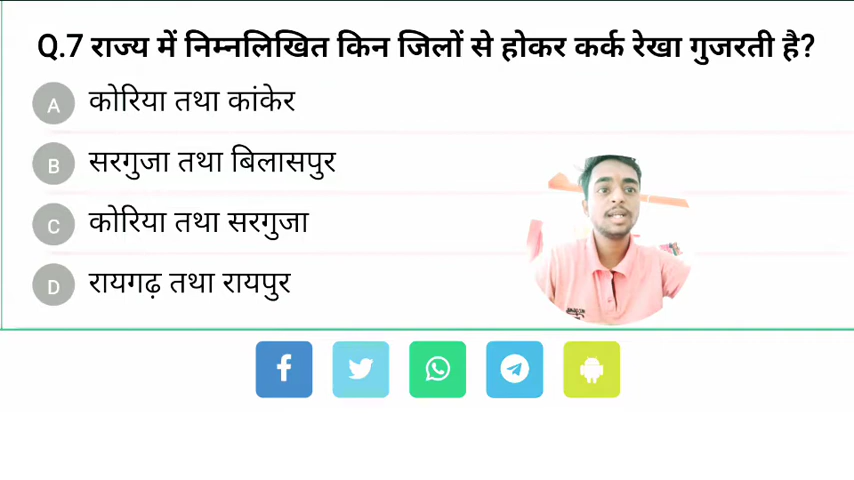 Q.7 राज्य में निम्नलिखित किन जिलों से होकर कर्क रेखा गुजरती है?
A कोरिया तथा कांकेर
B सरगुजा तथा बिलासपुर
C कोरिया तथा सरगुजा
D रायगढ़ तथा रायपुर